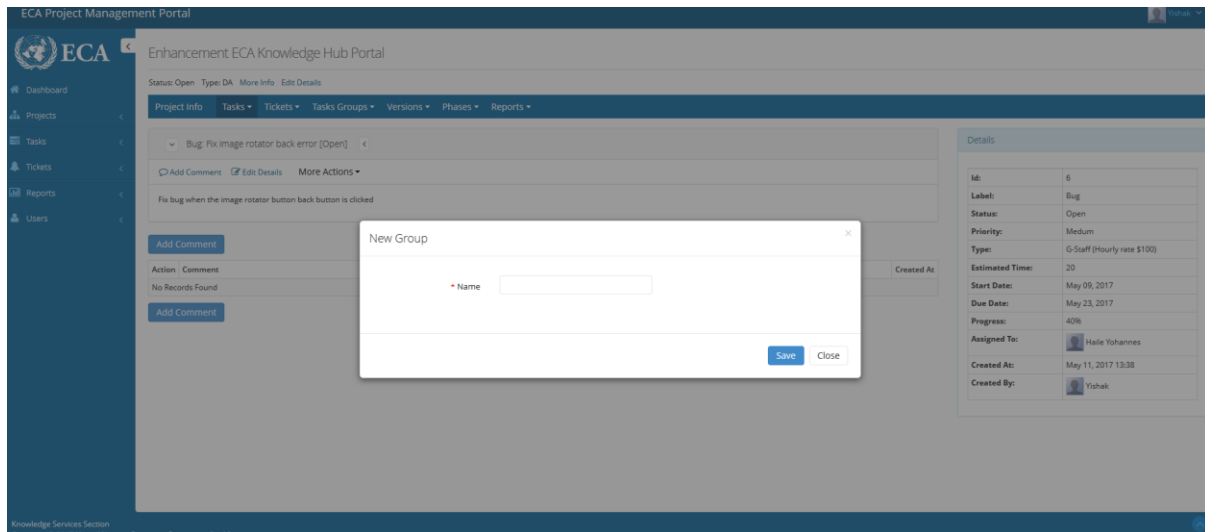 ECA Project Management Portal
Yishak
ECA
Enhancement ECA Knowledge Hub Portal
Status: Open Type: DA More Info Edit Details
Dashboard
Projects
Tasks
Tickets
Reports
Users
Project Info Tasks Tickets Tasks Groups Versions Phases Reports
Bug: Fix image rotator back error [Open]
Add Comment Edit Details More Actions
Fix bug when the image rotator button back button is clicked
Add Comment
Action Comment Created At
No Records Found
Add Comment
New Group
×
* Name
Save Close
Details
Id: 6
Label: Bug
Status: Open
Priority: Medum
Type: G-Staff (Hourly rate $100)
Estimated Time: 20
Start Date: May 09, 2017
Due Date: May 23, 2017
Progress: 40%
Assigned To: Haile Yohannes
Created At: May 11, 2017 13:38
Created By: Yishak
Knowledge Services Section